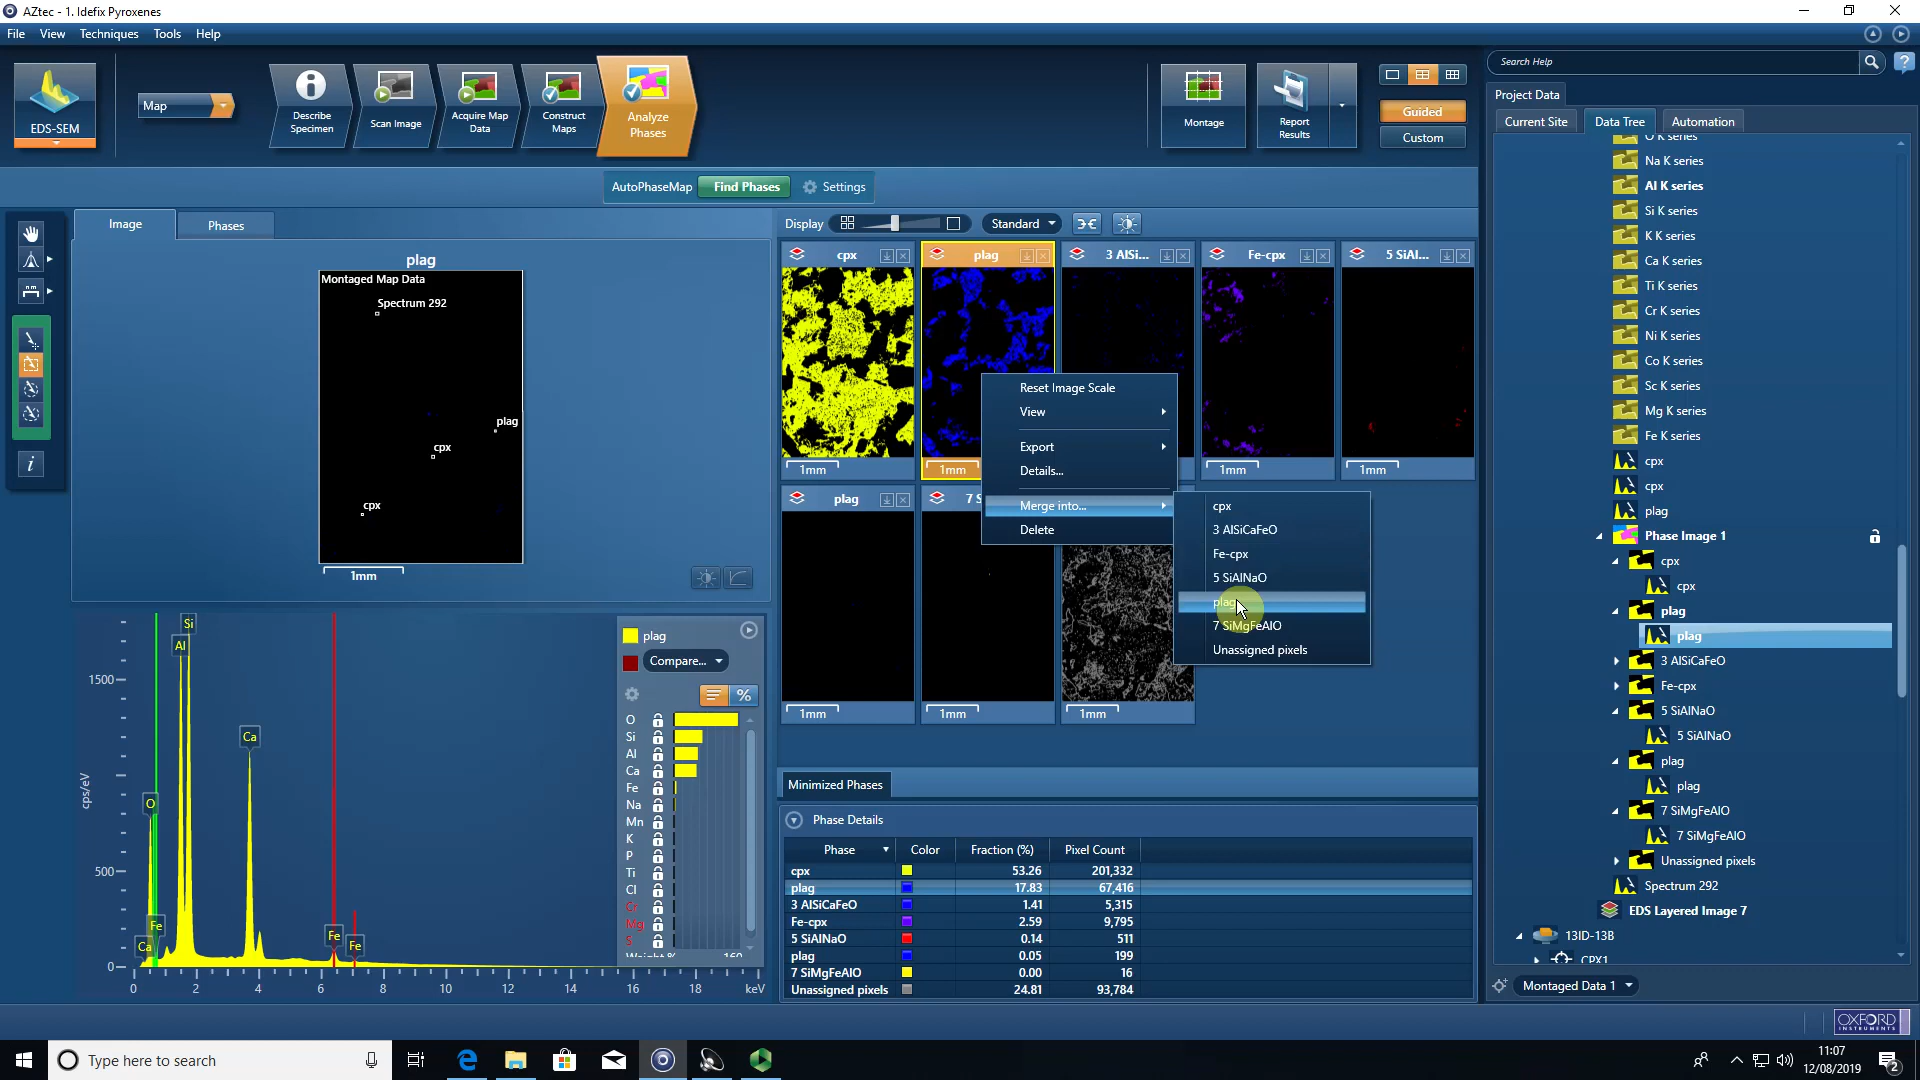 AZtec - 1. Idefix Pyroxenes
File View Techniques Tools Help
EDS-SEM
Map
Describe Specimen
Scan Image
Acquire Map Data
Construct Maps
Analyze Phases
Montage
Report Results
Guided
Custom
Search Help
Project Data
Current Site Data Tree Automation
AutoPhaseMap Find Phases Settings
Image Phases
plag
Montaged Map Data
Spectrum 292
plag
cpx
cpx
1mm
Display Standard
cpx plag 3 AlSi... Fe-cpx 5 SiAl...
1mm 1mm 1mm 1mm
plag 7 S
1mm 1mm 1mm
Reset Image Scale
View
Export
Details...
Merge into...
Delete
cpx
3 AlSiCaFeO
Fe-cpx
5 SiAlNaO
plag
7 SiMgFeAlO
Unassigned pixels
cps/eV
1500
500
0
Si
Al
Ca
O
Fe
Ca
Fe
Fe
0 2 4 6 8 10 12 14 16 18 keV
plag
Compare...
%
O
Si
Al
Ca
Fe
Na
Mn
K
P
Ti
Cl
Cr
Mg
S
Weight % 160
Minimized Phases
Phase Details
Phase Color Fraction (%) Pixel Count
cpx 53.26 201,332
plag 17.83 67,416
3 AlSiCaFeO 1.41 5,315
Fe-cpx 2.59 9,795
5 SiAlNaO 0.14 511
plag 0.05 199
7 SiMgFeAlO 0.00 16
Unassigned pixels 24.81 93,784
O K series
Na K series
Al K series
Si K series
K K series
Ca K series
Ti K series
Cr K series
Ni K series
Co K series
Sc K series
Mg K series
Fe K series
cpx
cpx
plag
Phase Image 1
cpx
cpx
plag
plag
3 AlSiCaFeO
Fe-cpx
5 SiAlNaO
5 SiAlNaO
plag
plag
7 SiMgFeAlO
7 SiMgFeAlO
Unassigned pixels
Spectrum 292
EDS Layered Image 7
13ID-13B
CPX1
Montaged Data 1
OXFORD
INSTRUMENTS
Type here to search
11:07
12/08/2019
2